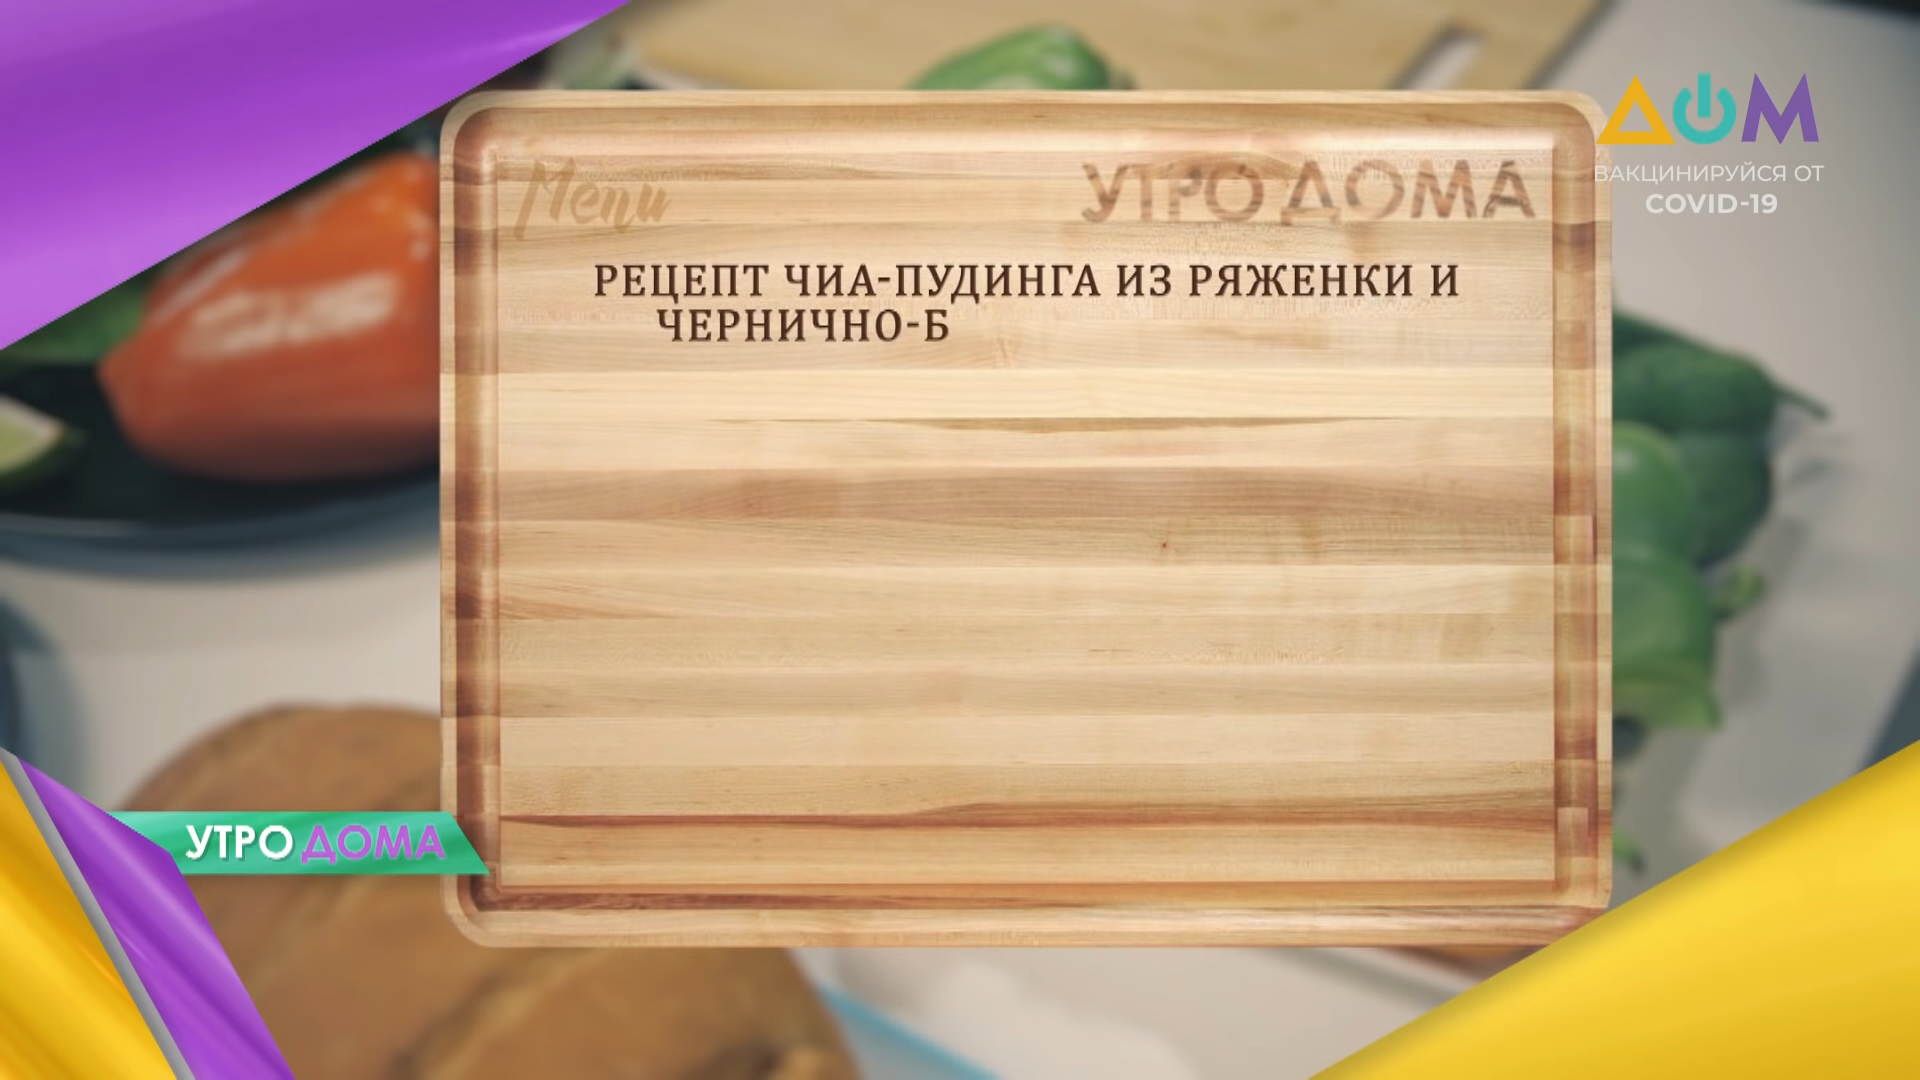 ДОМ
ВАКЦИНИРУЙСЯ ОТ
COVID-19
Menu
УТРО ДОМА
РЕЦЕПТ ЧИА-ПУДИНГА ИЗ РЯЖЕНКИ И
ЧЕРНИЧНО-Б
УТРО ДОМА